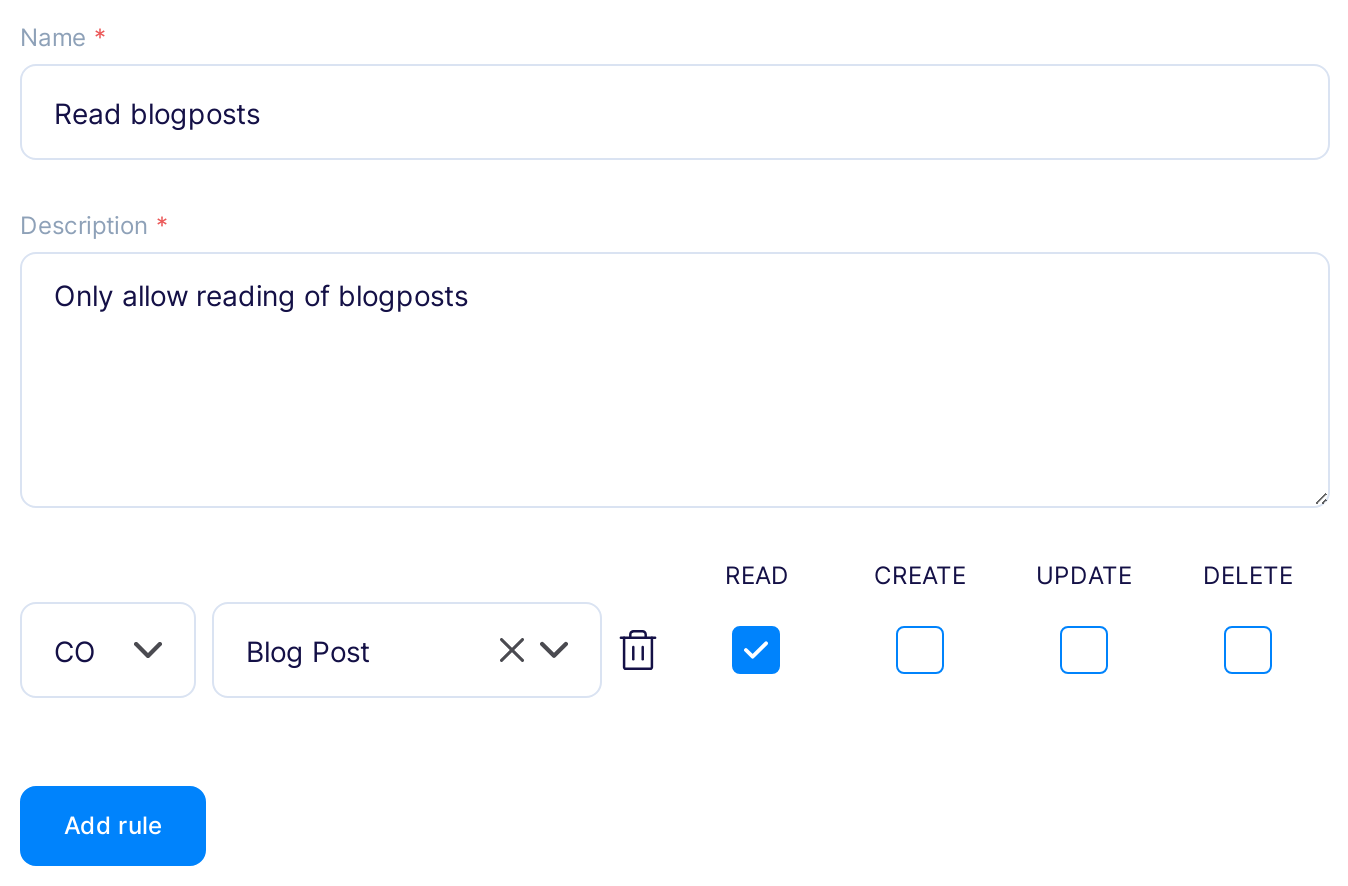 Name *
Read blogposts
Description *
Only allow reading of blogposts
READ CREATE UPDATE DELETE
CO Blog Post
Add rule